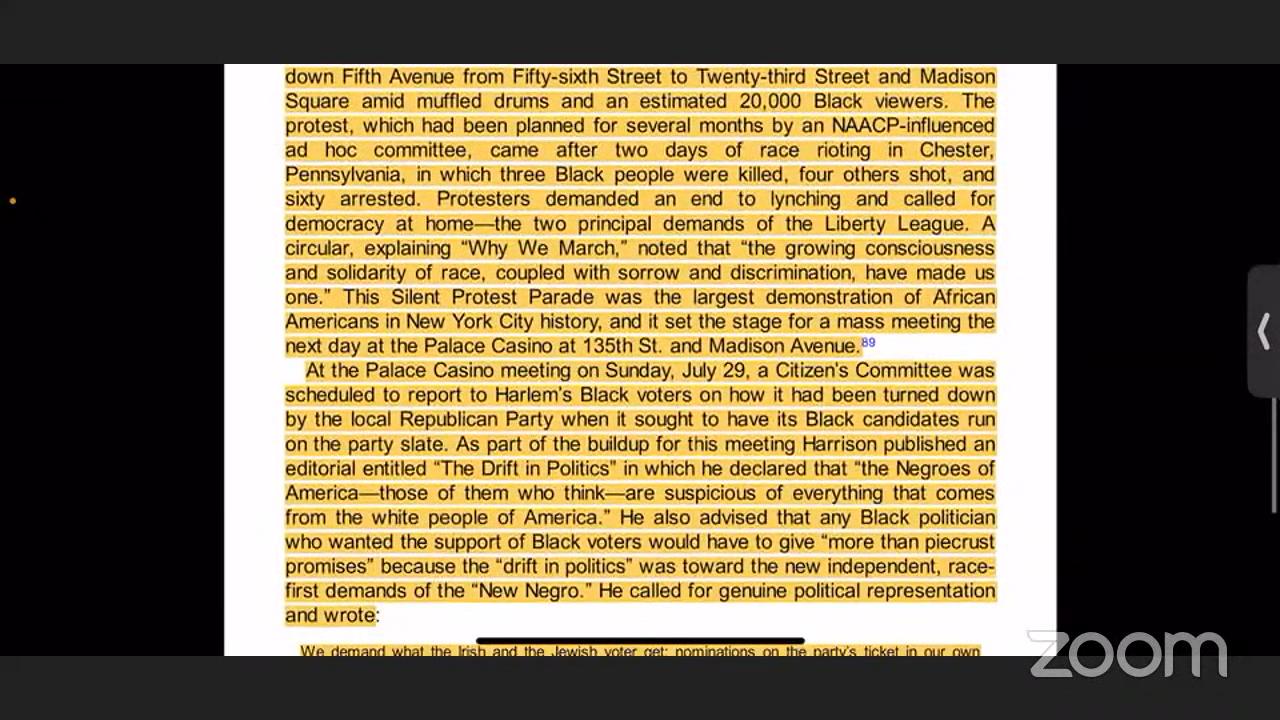 down Fifth Avenue from Fifty-sixth Street to Twenty-third Street and Madison
Square amid muffled drums and an estimated 20,000 Black viewers. The
protest, which had been planned for several months by an NAACP-influenced
ad hoc committee, came after two days of race rioting in Chester,
Pennsylvania, in which three Black people were killed, four others shot, and
sixty arrested. Protesters demanded an end to lynching and called for
democracy at home—the two principal demands of the Liberty League. A
circular, explaining “Why We March,” noted that “the growing consciousness
and solidarity of race, coupled with sorrow and discrimination, have made us
one.” This Silent Protest Parade was the largest demonstration of African
Americans in New York City history, and it set the stage for a mass meeting the
next day at the Palace Casino at 135th St. and Madison Avenue.89
At the Palace Casino meeting on Sunday, July 29, a Citizen’s Committee was
scheduled to report to Harlem’s Black voters on how it had been turned down
by the local Republican Party when it sought to have its Black candidates run
on the party slate. As part of the buildup for this meeting Harrison published an
editorial entitled “The Drift in Politics” in which he declared that “the Negroes of
America—those of them who think—are suspicious of everything that comes
from the white people of America.” He also advised that any Black politician
who wanted the support of Black voters would have to give “more than piecrust
promises” because the “drift in politics” was toward the new independent, race-
first demands of the “New Negro.” He called for genuine political representation
and wrote:
We demand what the Irish and the Jewish voter get: nominations on the party’s ticket in our own
zoom